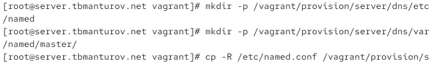 [root@server.tbmanturov.net vagrant]# mkdir -p /vagrant/provision/server/dns/etc
/named
[root@server.tbmanturov.net vagrant]# mkdir -p /vagrant/provision/server/dns/var
/named/master/
[root@server.tbmanturov.net vagrant]# cp -R /etc/named.conf /vagrant/provision/s